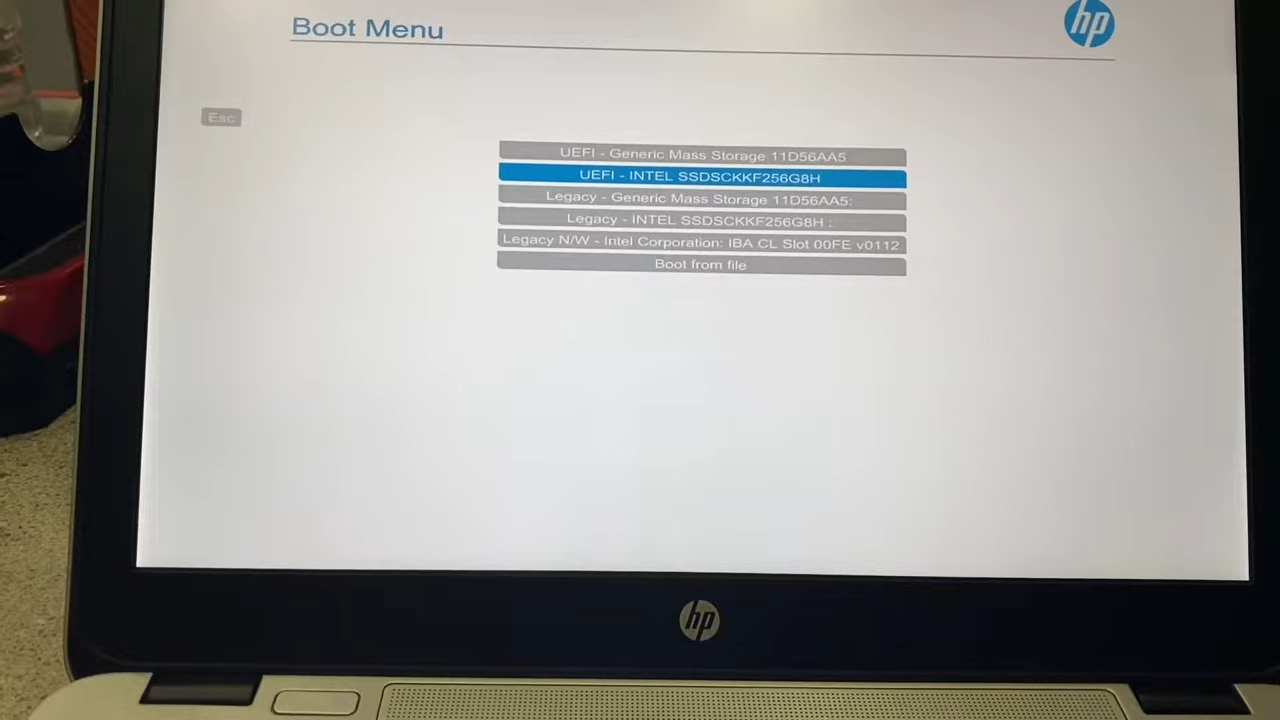 Boot Menu
hp
Esc
UEFI - Generic Mass Storage 11D56AA5
UEFI - INTEL SSDSCKKF256G8H
Legacy - Generic Mass Storage 11D56AA5:
Legacy - INTEL SSDSCKKF256G8H :
Legacy N/W - Intel Corporation: IBA CL Slot 00FE v0112
Boot from file
hp